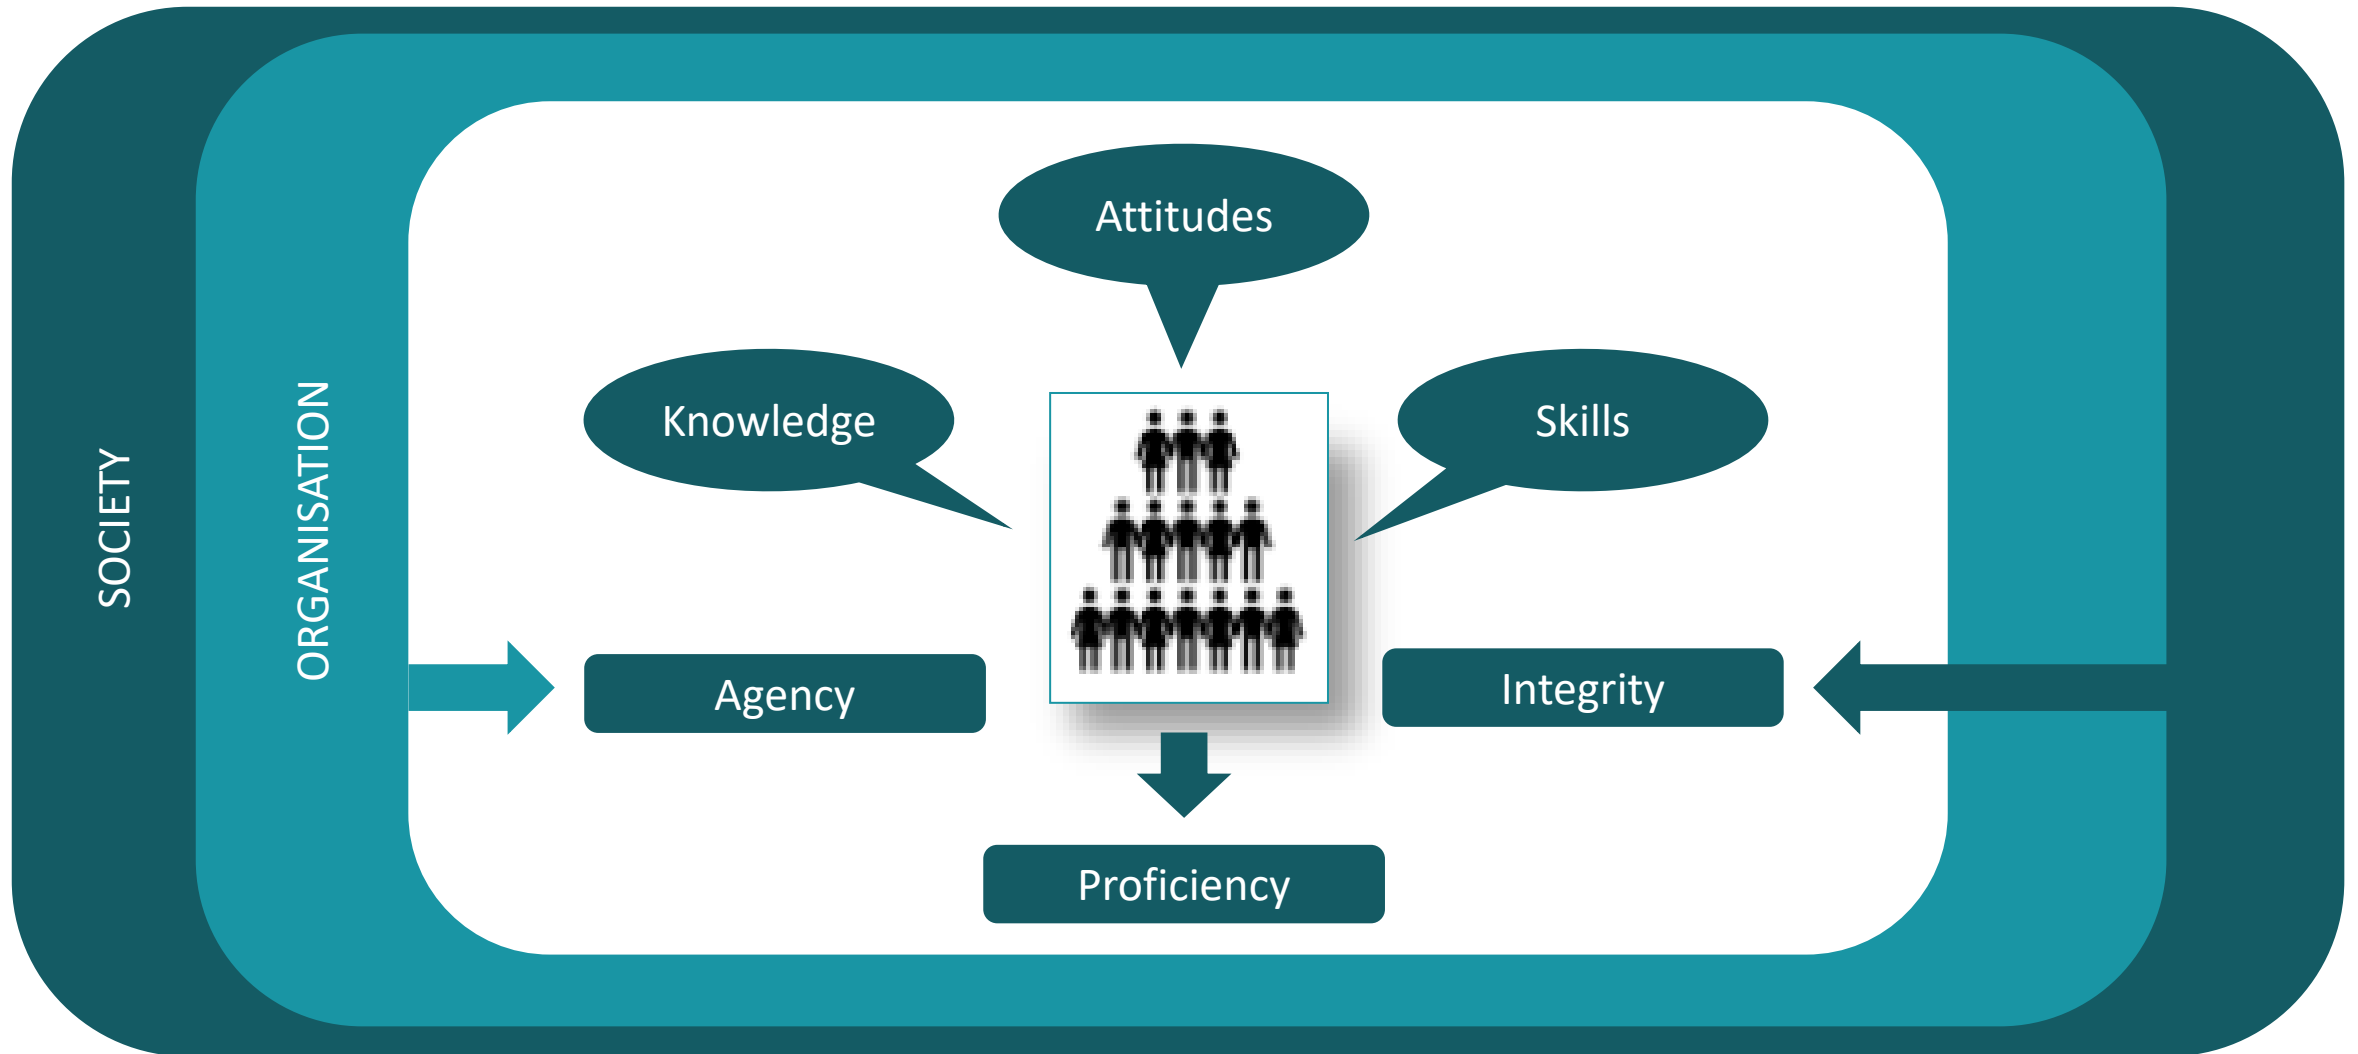 SOCIETY
ORGANISATION
Attitudes
Knowledge
Skills
Agency
Integrity
Proficiency